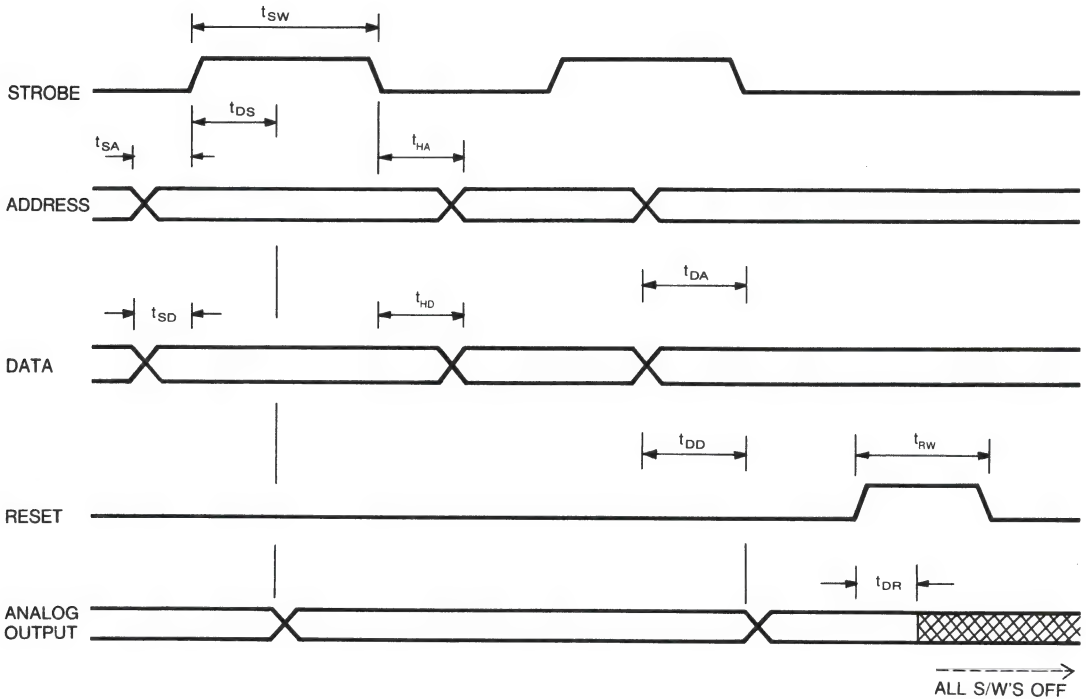 tSW
STROBE
tDS
tSA
tHA
ADDRESS
tDA
tSD
tHD
DATA
tDD
tRW
RESET
tDR
ANALOG
OUTPUT
ALL S/W'S OFF